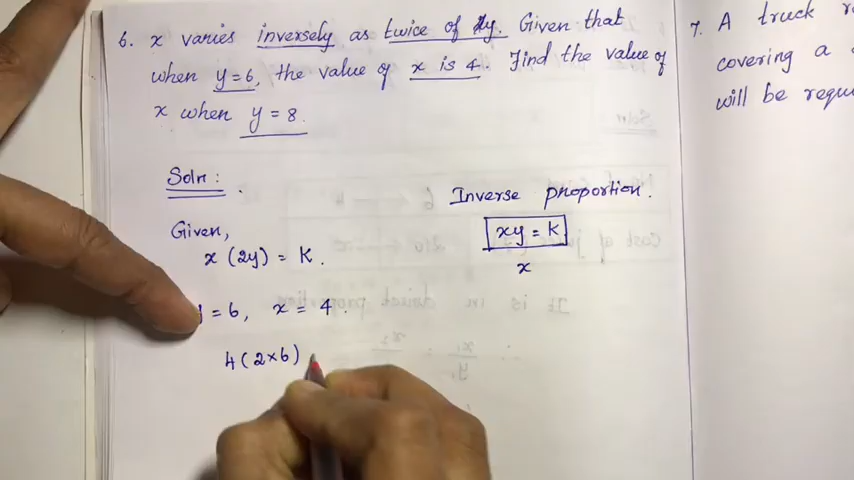 6. x varies inversely as twice of y. Given that
when y=6, the value of x is 4. Find the value of
x when y = 8.
Soln:
Given,
x (2y) = K.
= 6, x = 4.
4(2×6)
Inverse proportion.
xy = K
x
7. A truck
covering a
will be